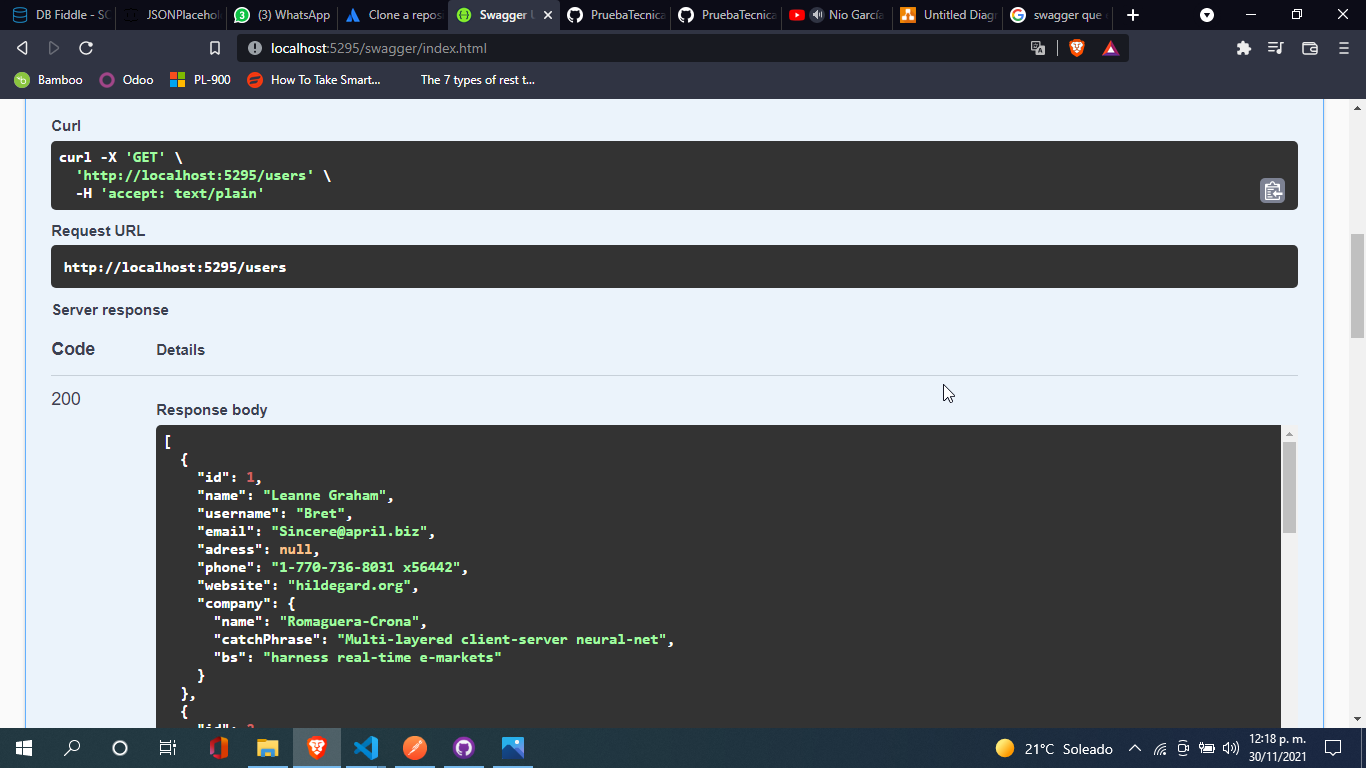 DB Fiddle - SC
JSONPlacehol
(3) WhatsApp
Clone a repos
Swagger U
PruebaTecnica
PruebaTecnica
Nio García
Untitled Diagr
swagger que
localhost:5295/swagger/index.html
Bamboo
Odoo
PL-900
How To Take Smart...
The 7 types of rest t...
Curl
curl -X 'GET' \
'http://localhost:5295/users' \
-H 'accept: text/plain'
Request URL
http://localhost:5295/users
Server response
Code Details
200
Response body
[
{
"id": 1,
"name": "Leanne Graham",
"username": "Bret",
"email": "Sincere@april.biz",
"adress": null,
"phone": "1-770-736-8031 x56442",
"website": "hildegard.org",
"company": {
"name": "Romaguera-Crona",
"catchPhrase": "Multi-layered client-server neural-net",
"bs": "harness real-time e-markets"
}
},
{
21°C Soleado
12:18 p. m.
30/11/2021